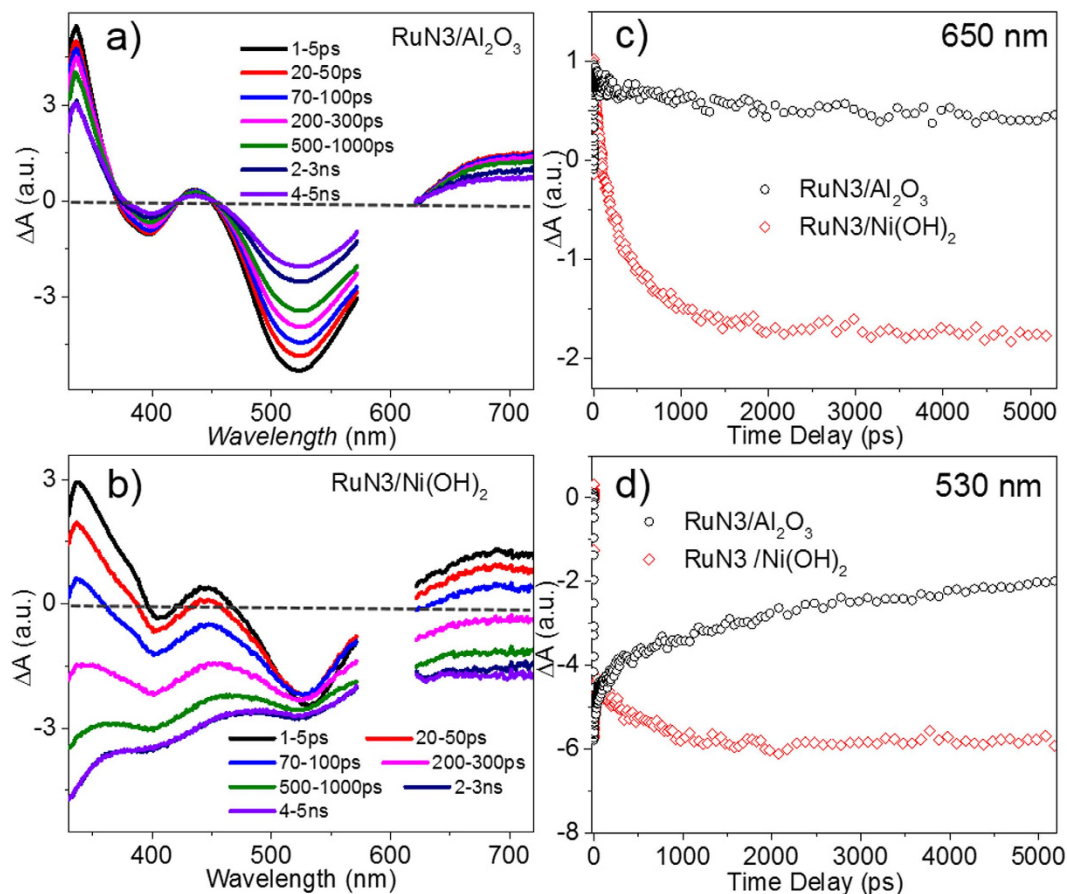 a)
RuN3/Al₂O₃
1-5ps
20-50ps
70-100ps
200-300ps
500-1000ps
2-3ns
4-5ns
3
0
-3
ΔA (a.u.)
400
500
600
700
Wavelength (nm)
b)
RuN3/Ni(OH)₂
3
0
-3
ΔA (a.u.)
1-5ps 20-50ps
70-100ps 200-300ps
500-1000ps 2-3ns
4-5ns
400
500
600
700
Wavelength (nm)
c)
650 nm
1
0
-1
-2
ΔA (a.u.)
RuN3/Al₂O₃
RuN3/Ni(OH)₂
0 1000 2000 3000 4000 5000
Time Delay (ps)
d)
530 nm
0
-2
-4
-6
-8
ΔA (a.u.)
RuN3/Al₂O₃
RuN3 /Ni(OH)₂
0 1000 2000 3000 4000 5000
Time Delay (ps)